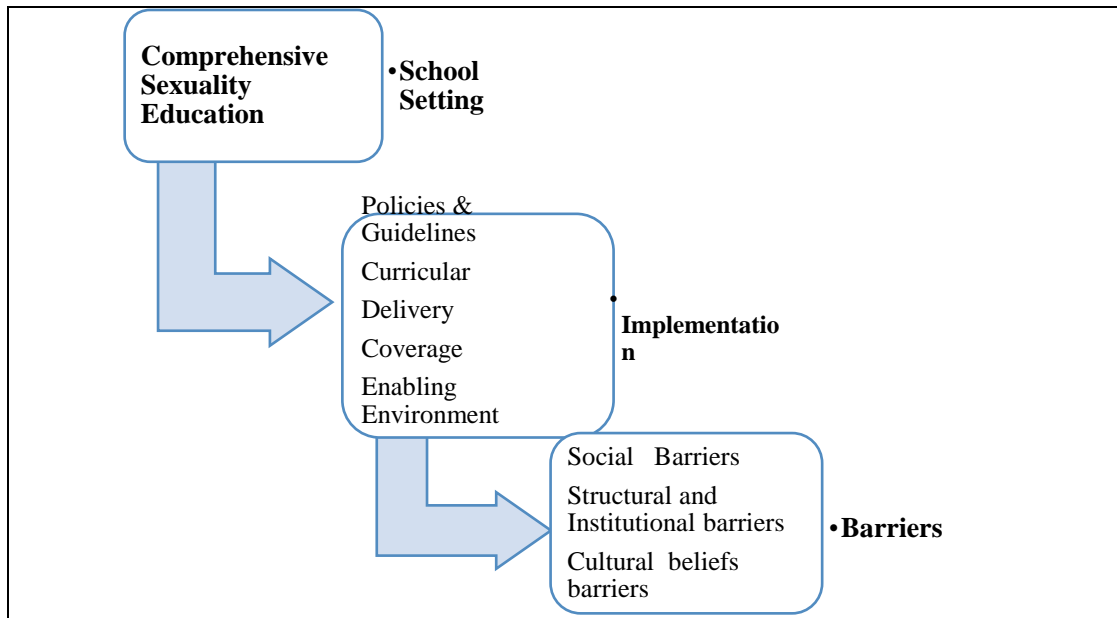 Comprehensive
Sexuality
Education
•School
Setting
Policies &
Guidelines
Curricular
Delivery
Coverage
Enabling
Environment
•
Implementatio
n
Social Barriers
Structural and
Institutional barriers
Cultural beliefs
barriers
•Barriers